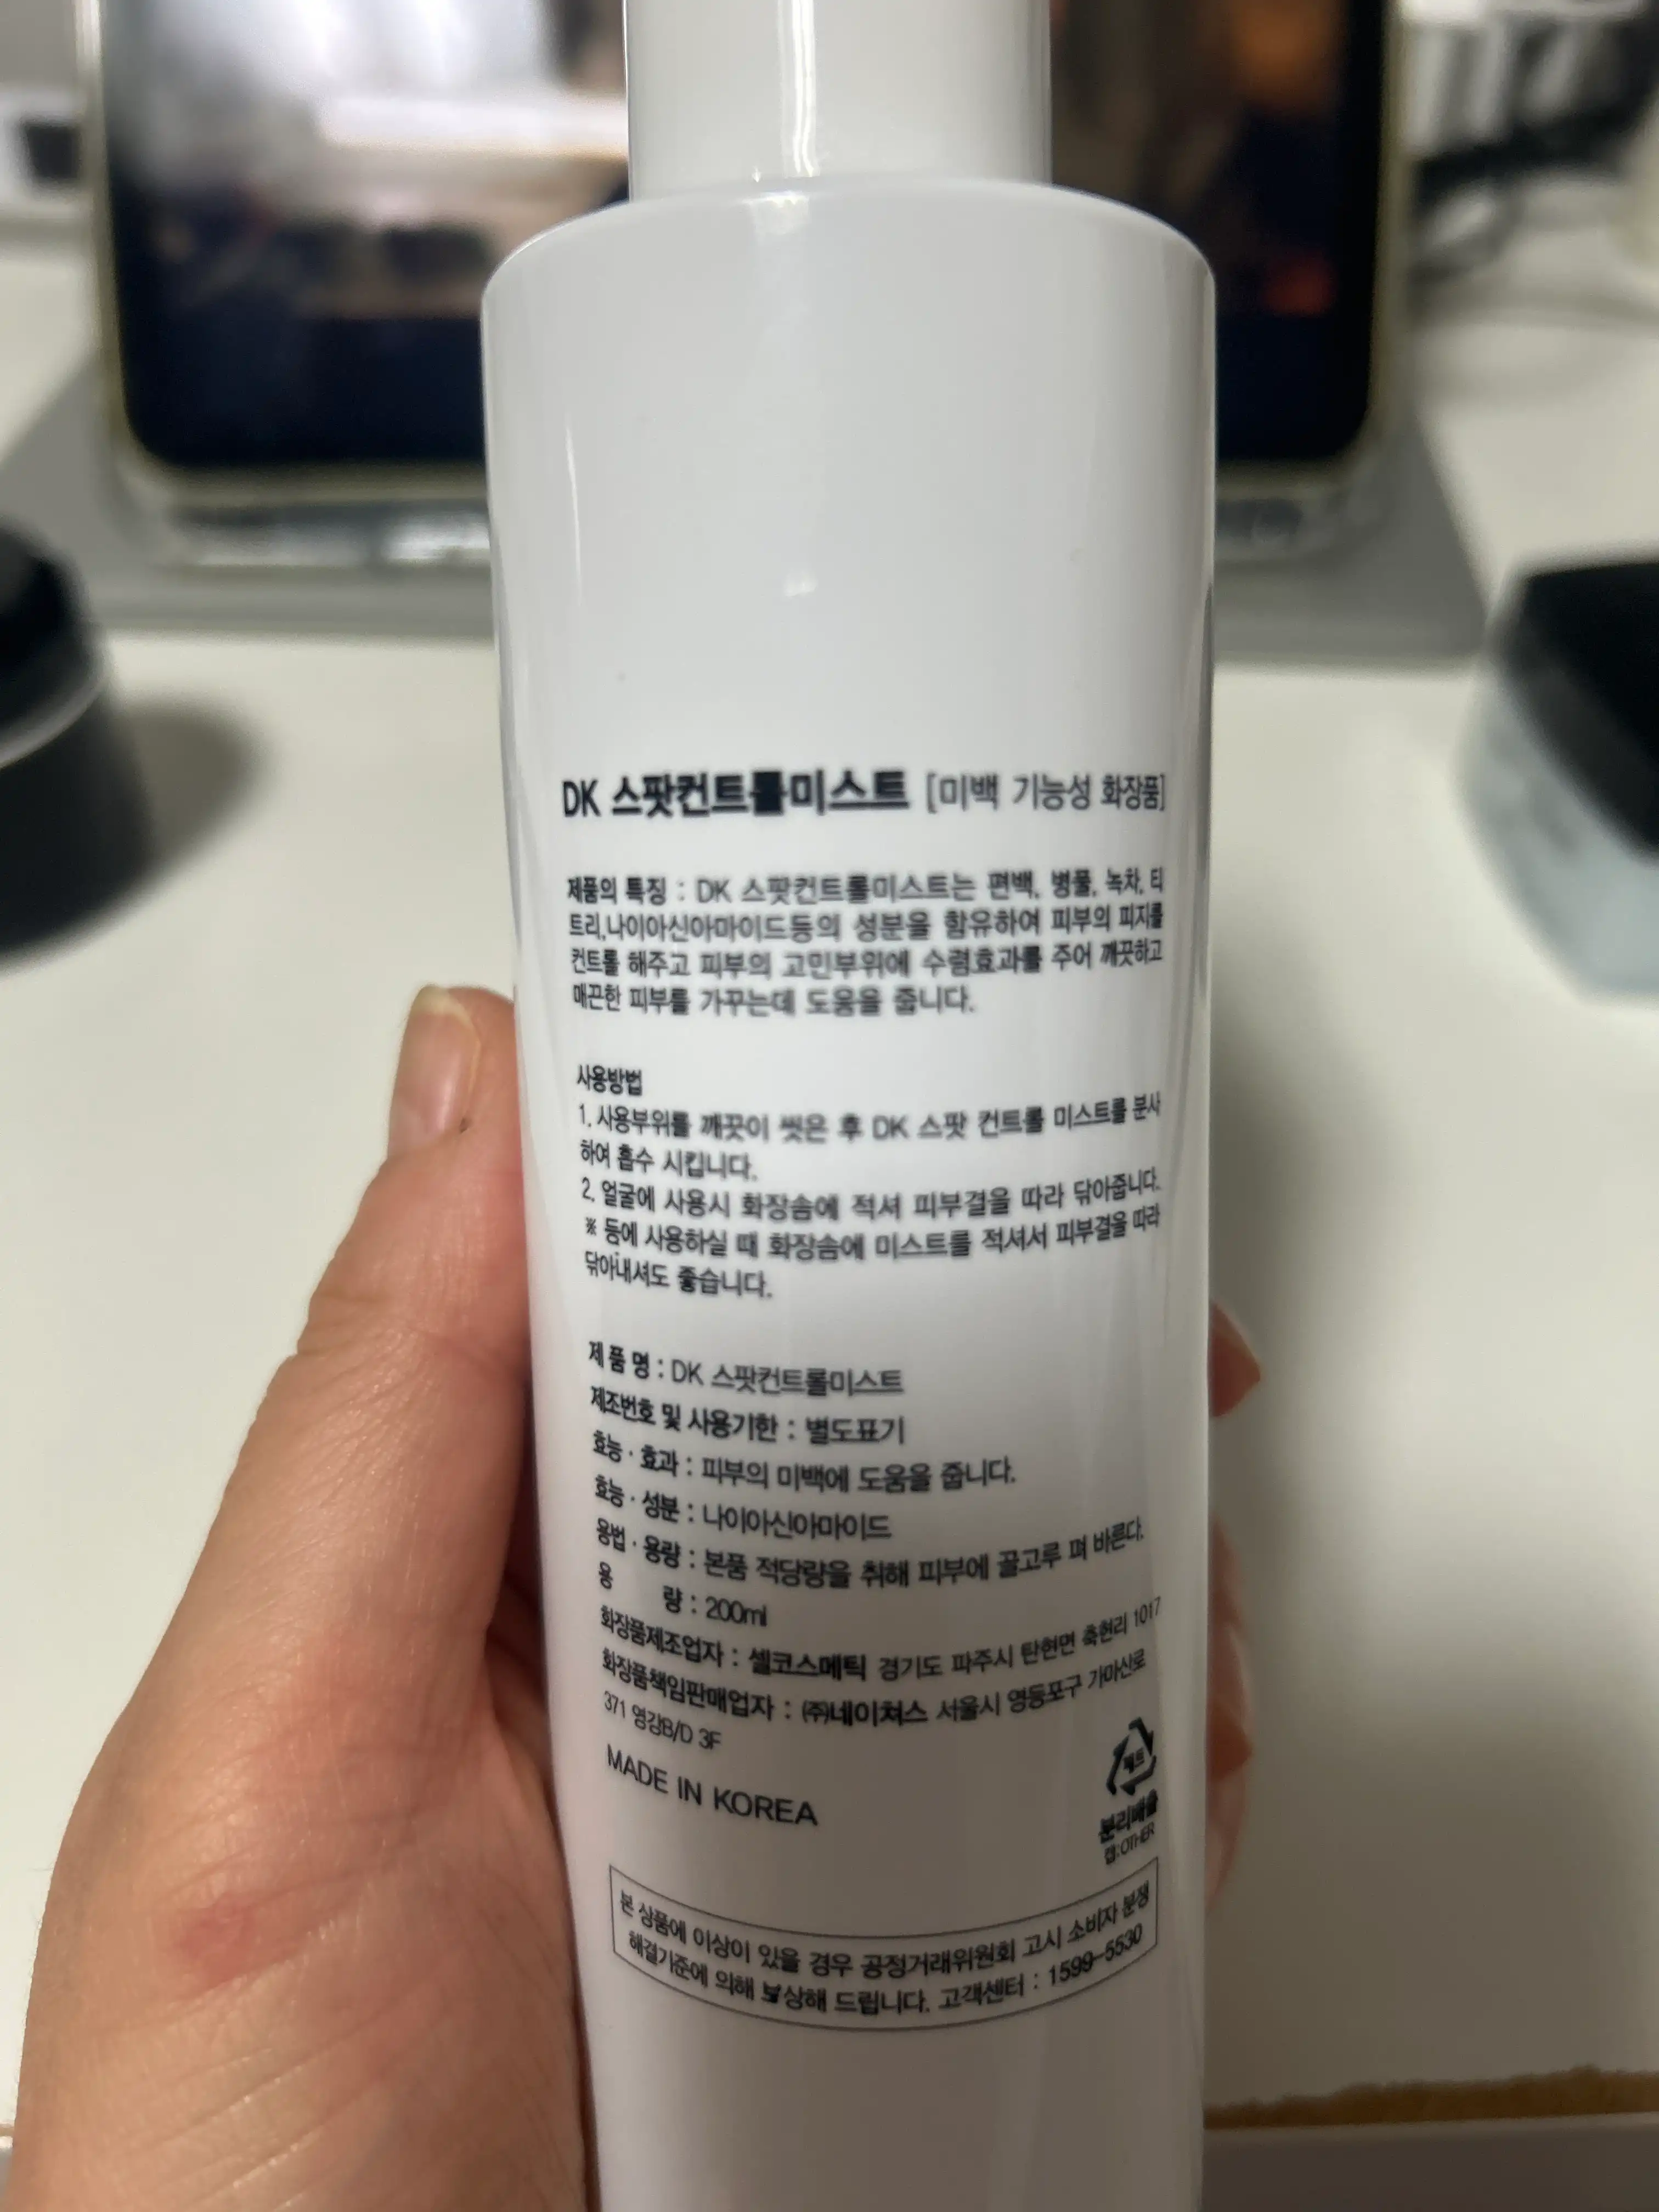 DK 스팟컨트롤미스트 [미백 기능성 화장품]
제품의 특징 : DK 스팟컨트롤미스트는 편백, 병풀, 녹차, 티
트리,나이아신아마이드등의 성분을 함유하여 피부의 피지를
컨트롤 해주고 피부의 고민부위에 수렴효과를 주어 깨끗하고
매끈한 피부를 가꾸는데 도움을 줍니다.
사용방법
1. 사용부위를 깨끗이 씻은 후 DK 스팟 컨트롤 미스트를 분사
하여 흡수 시킵니다.
2. 얼굴에 사용시 화장솜에 적셔 피부결을 따라 닦아줍니다.
※ 등에 사용하실 때 화장솜에 미스트를 적셔서 피부결을 따라
닦아내셔도 좋습니다.
제 품 명 : DK 스팟컨트롤미스트
제조번호 및 사용기한 : 별도표기
효능 · 효과 : 피부의 미백에 도움을 줍니다.
효능 · 성분 : 나이아신아마이드
용법 · 용량 : 본품 적당량을 취해 피부에 골고루 펴 바른다.
용 량 : 200ml
화장품제조업자 : 셀코스메틱 경기도 파주시 탄현면 축현리 1017
화장품책임판매업자 : (주)네이쳐스 서울시 영등포구 가마산로
371 영강B/D 3F
MADE IN KOREA
페트
분리배출
캡:OTHER
본 상품에 이상이 있을 경우 공정거래위원회 고시 소비자 분쟁
해결기준에 의해 보상해 드립니다. 고객센터 : 1599-5530